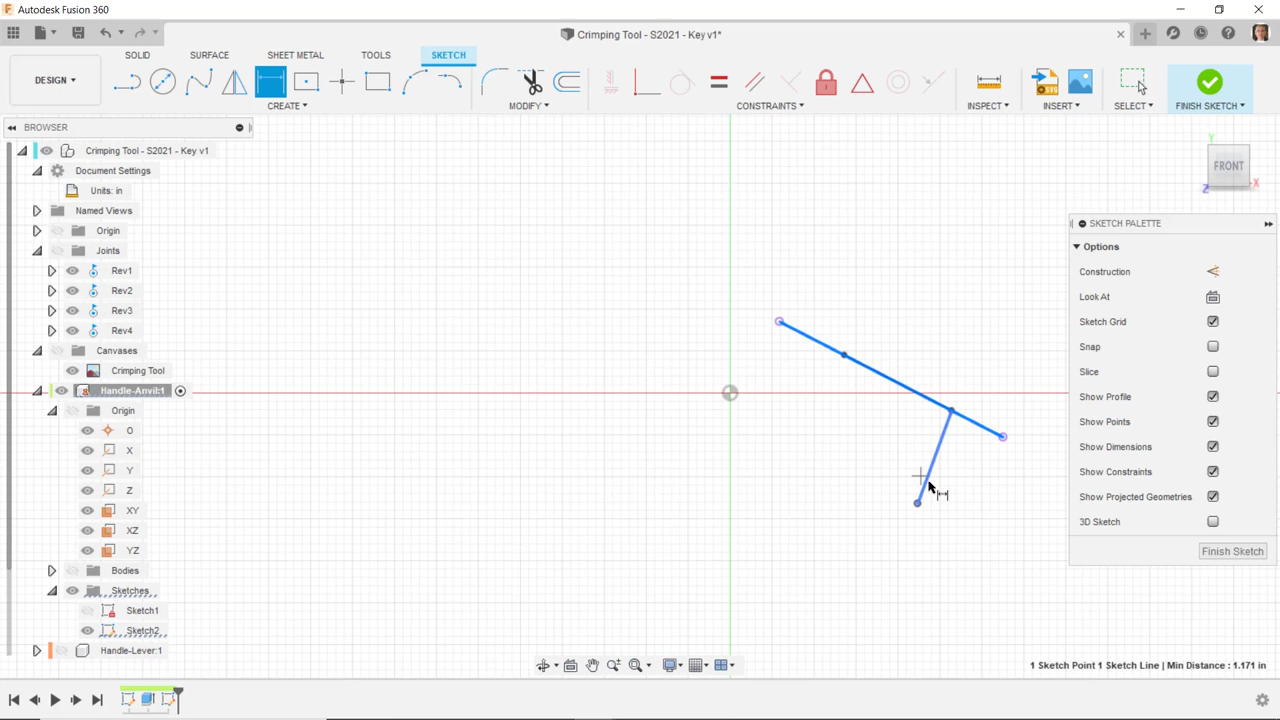 Autodesk Fusion 360
Crimping Tool - S2021 - Key v1*
SOLID SURFACE SHEET METAL TOOLS SKETCH
DESIGN
CREATE MODIFY CONSTRAINTS INSPECT INSERT SELECT FINISH SKETCH
BROWSER
Crimping Tool - S2021 - Key v1
Document Settings
Units: in
Named Views
Origin
Joints
Rev1
Rev2
Rev3
Rev4
Canvases
Crimping Tool
Handle-Anvil:1
Origin
O
X
Y
Z
XY
XZ
YZ
Bodies
Sketches
Sketch1
Sketch2
Handle-Lever:1
Y
FRONT
X
Z
SKETCH PALETTE
Options
Construction
Look At
Sketch Grid
Snap
Slice
Show Profile
Show Points
Show Dimensions
Show Constraints
Show Projected Geometries
3D Sketch
Finish Sketch
1 Sketch Point 1 Sketch Line | Min Distance : 1.171 in